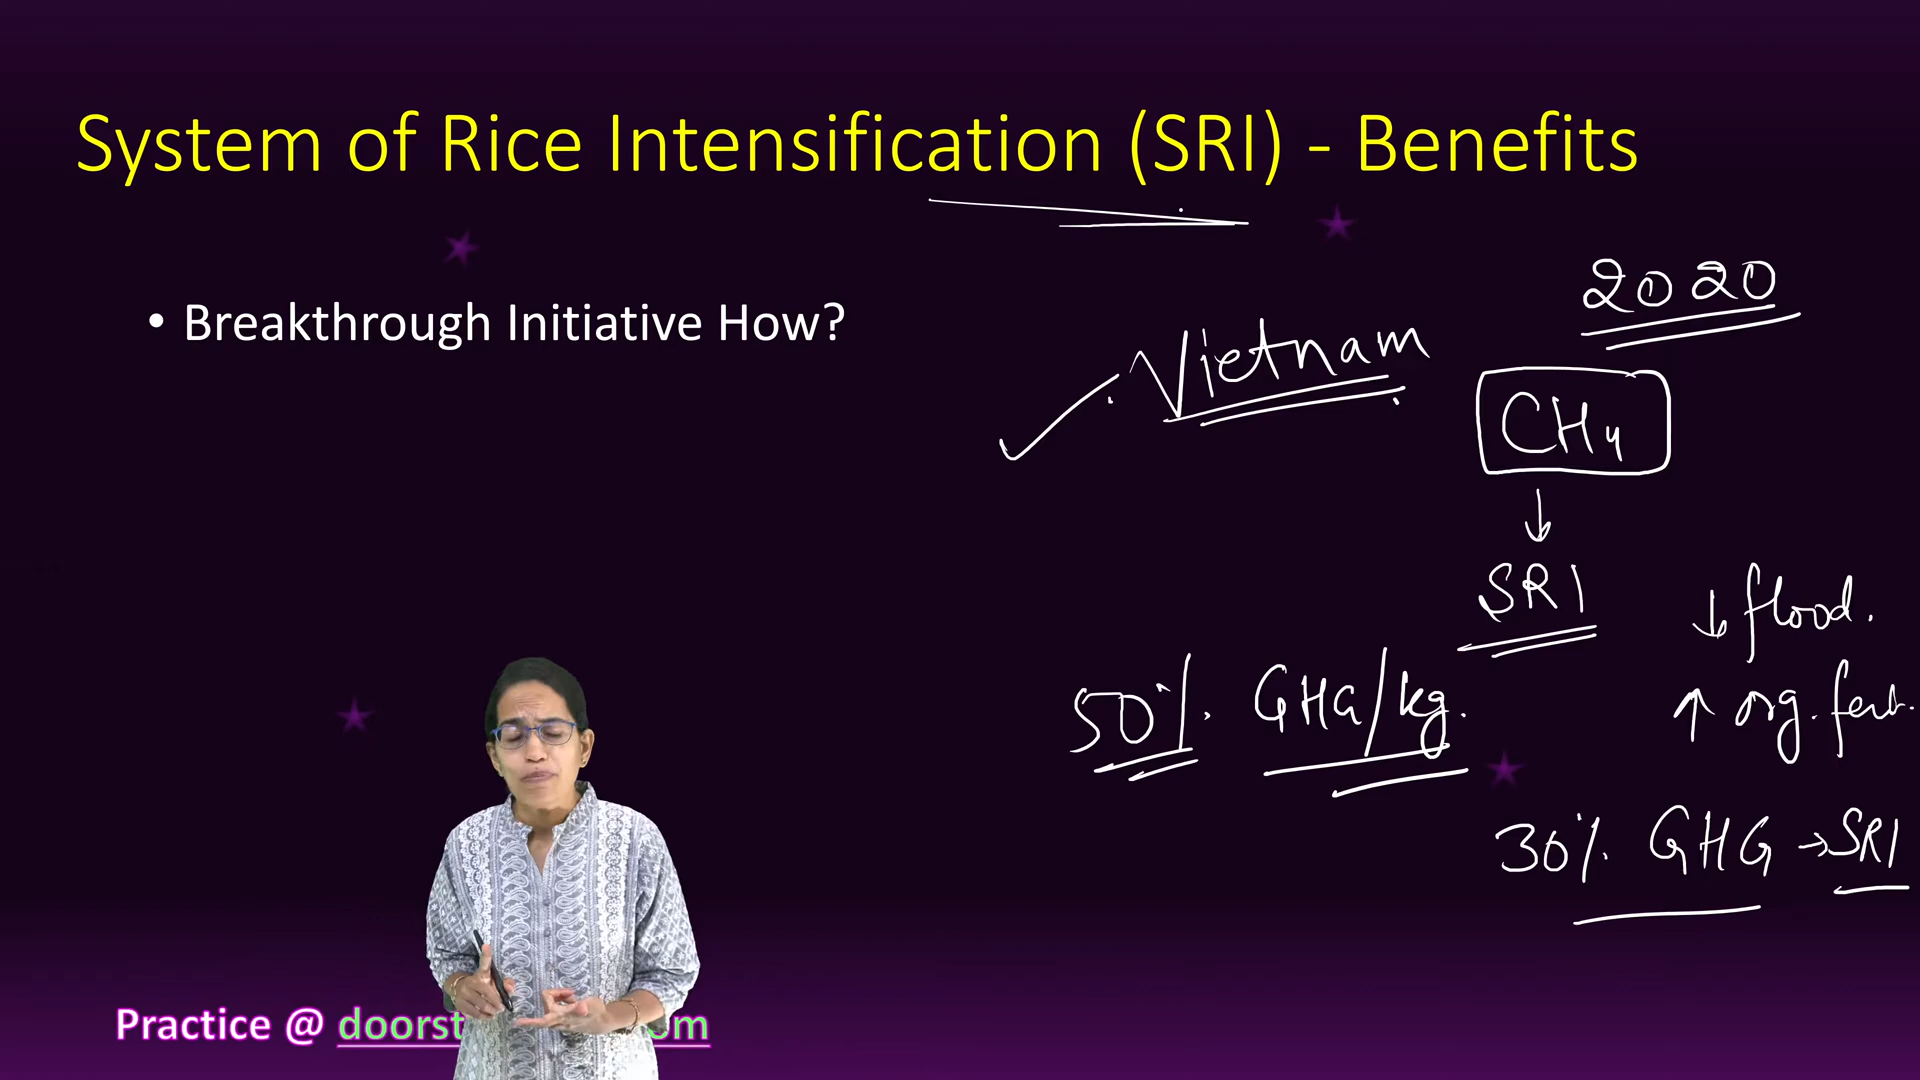 System of Rice Intensification (SRI) - Benefits
• Breakthrough Initiative How?
2020
Vietnam
CH4
↓
SRI
↓ flood.
50%. GHG/kg.
↑ org. fert.
30%. GHG → SRI
Practice @ doorst om